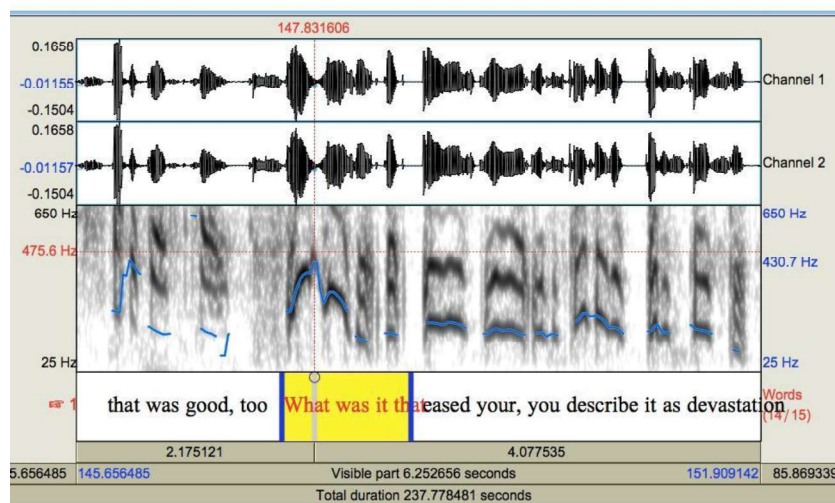 147.831606
0.1658
-0.01155
-0.1504
Channel 1
0.1658
-0.01157
-0.1504
Channel 2
650 Hz 650 Hz
475.6 Hz 430.7 Hz
25 Hz 25 Hz
1 that was good, too What was it that eased your, you describe it as devastation Words
(14/15)
2.175121 4.077535
5.656485 145.656485 Visible part 6.252656 seconds 151.909142 85.869339
Total duration 237.778481 seconds